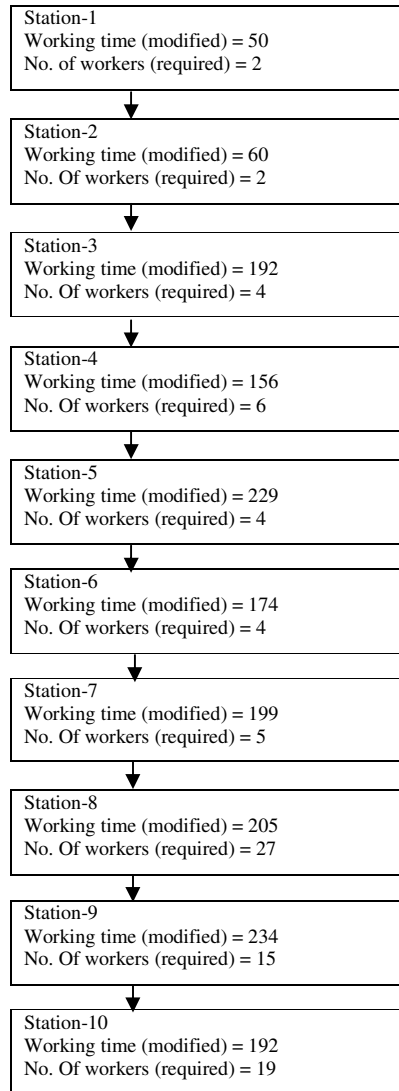 Station-1
Working time (modified) = 50
No. of workers (required) = 2
Station-2
Working time (modified) = 60
No. Of workers (required) = 2
Station-3
Working time (modified) = 192
No. Of workers (required) = 4
Station-4
Working time (modified) = 156
No. Of workers (required) = 6
Station-5
Working time (modified) = 229
No. Of workers (required) = 4
Station-6
Working time (modified) = 174
No. Of workers (required) = 4
Station-7
Working time (modified) = 199
No. Of workers (required) = 5
Station-8
Working time (modified) = 205
No. Of workers (required) = 27
Station-9
Working time (modified) = 234
No. Of workers (required) = 15
Station-10
Working time (modified) = 192
No. Of workers (required) = 19